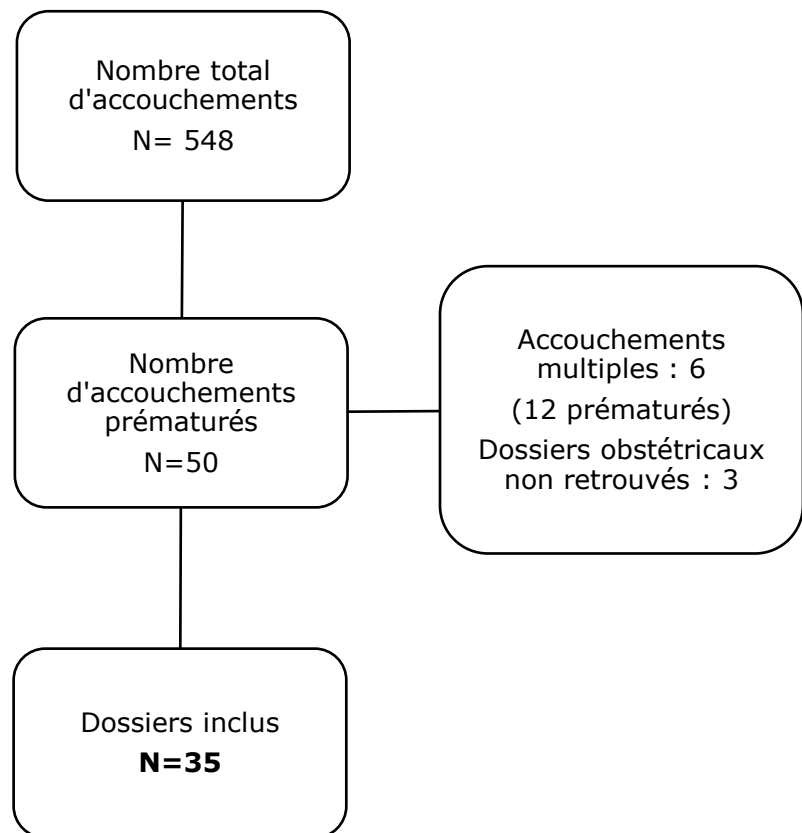 Nombre total
d'accouchements
N= 548
Nombre
d'accouchements
prématurés
N=50
Accouchements
multiples : 6
(12 prématurés)
Dossiers obstétricaux
non retrouvés : 3
Dossiers inclus
N=35